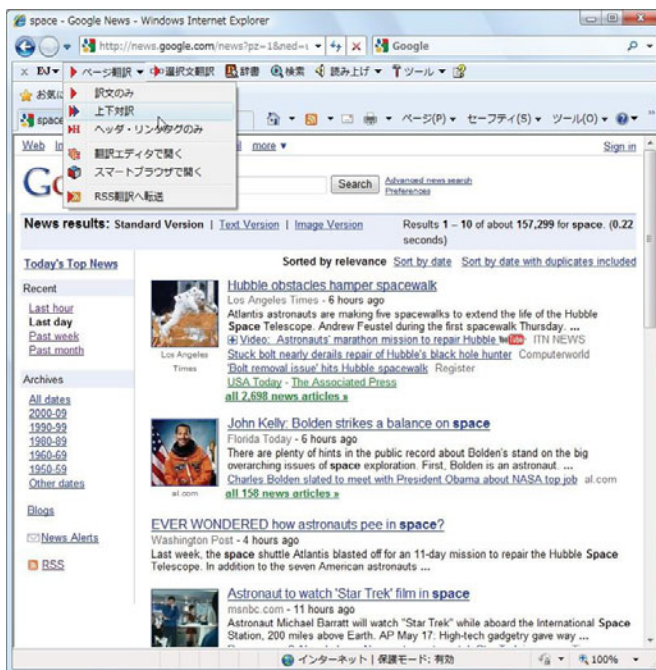 space - Google News - Windows Internet Explorer
http://news.google.com/news?pz=1&ned=
Google
x EJ▼ ページ翻訳 ▼ 選択文翻訳 辞書 検索 読み上げ ▼ ツール ▼
お気に
訳文のみ
上下対訳
ヘッダ・リンクタグのみ
翻訳エディタで開く
スマートブラウザで開く
RSS翻訳へ転送
space
ページ(P) ▼ セーフティ(S) ▼ ツール(O) ▼
Web
more ▼
Sign in
Search
Advanced news search
Preferences
News results: Standard Version | Text Version | Image Version
Results 1 – 10 of about 157,299 for space. (0.22 seconds)
Today's Top News
Sorted by relevance Sort by date Sort by date with duplicates included
Recent
Last hour
Last day
Past week
Past month
Archives
All dates
2000-09
1990-99
1980-89
1960-69
1950-59
Other dates
Blogs
News Alerts
RSS
Hubble obstacles hamper spacewalk
Los Angeles Times - 6 hours ago
Atlantis astronauts are making five spacewalks to extend the life of the Hubble
Space Telescope. Andrew Feustel during the first spacewalk Thursday. ...
Video: Astronauts' marathon mission to repair Hubble ITN NEWS
Stuck bolt nearly derails repair of Hubble's black hole hunter Computerworld
'Bolt removal issue' hits Hubble spacewalk Register
USA Today - The Associated Press
all 2,698 news articles »
Los Angeles
Times
John Kelly: Bolden strikes a balance on space
Florida Today - 6 hours ago
There are plenty of hints in the public record about Bolden's stand on the big
overarching issues of space exploration. First, Bolden is an astronaut. ...
Charles Bolden slated to meet with President Obama about NASA top job al.com
all 158 news articles »
al.com
EVER WONDERED how astronauts pee in space?
Washington Post - 4 hours ago
Last week, the space shuttle Atlantis blasted off for an 11-day mission to repair the Hubble Space
Telescope. In addition to the seven American astronauts ...
Astronaut to watch 'Star Trek' film in space
msnbc.com - 11 hours ago
Astronaut Michael Barratt will watch "Star Trek" while aboard the International Space
Station, 200 miles above Earth. AP May 17: High-tech gadgetry gave way ...
インターネット | 保護モード: 有効
100%